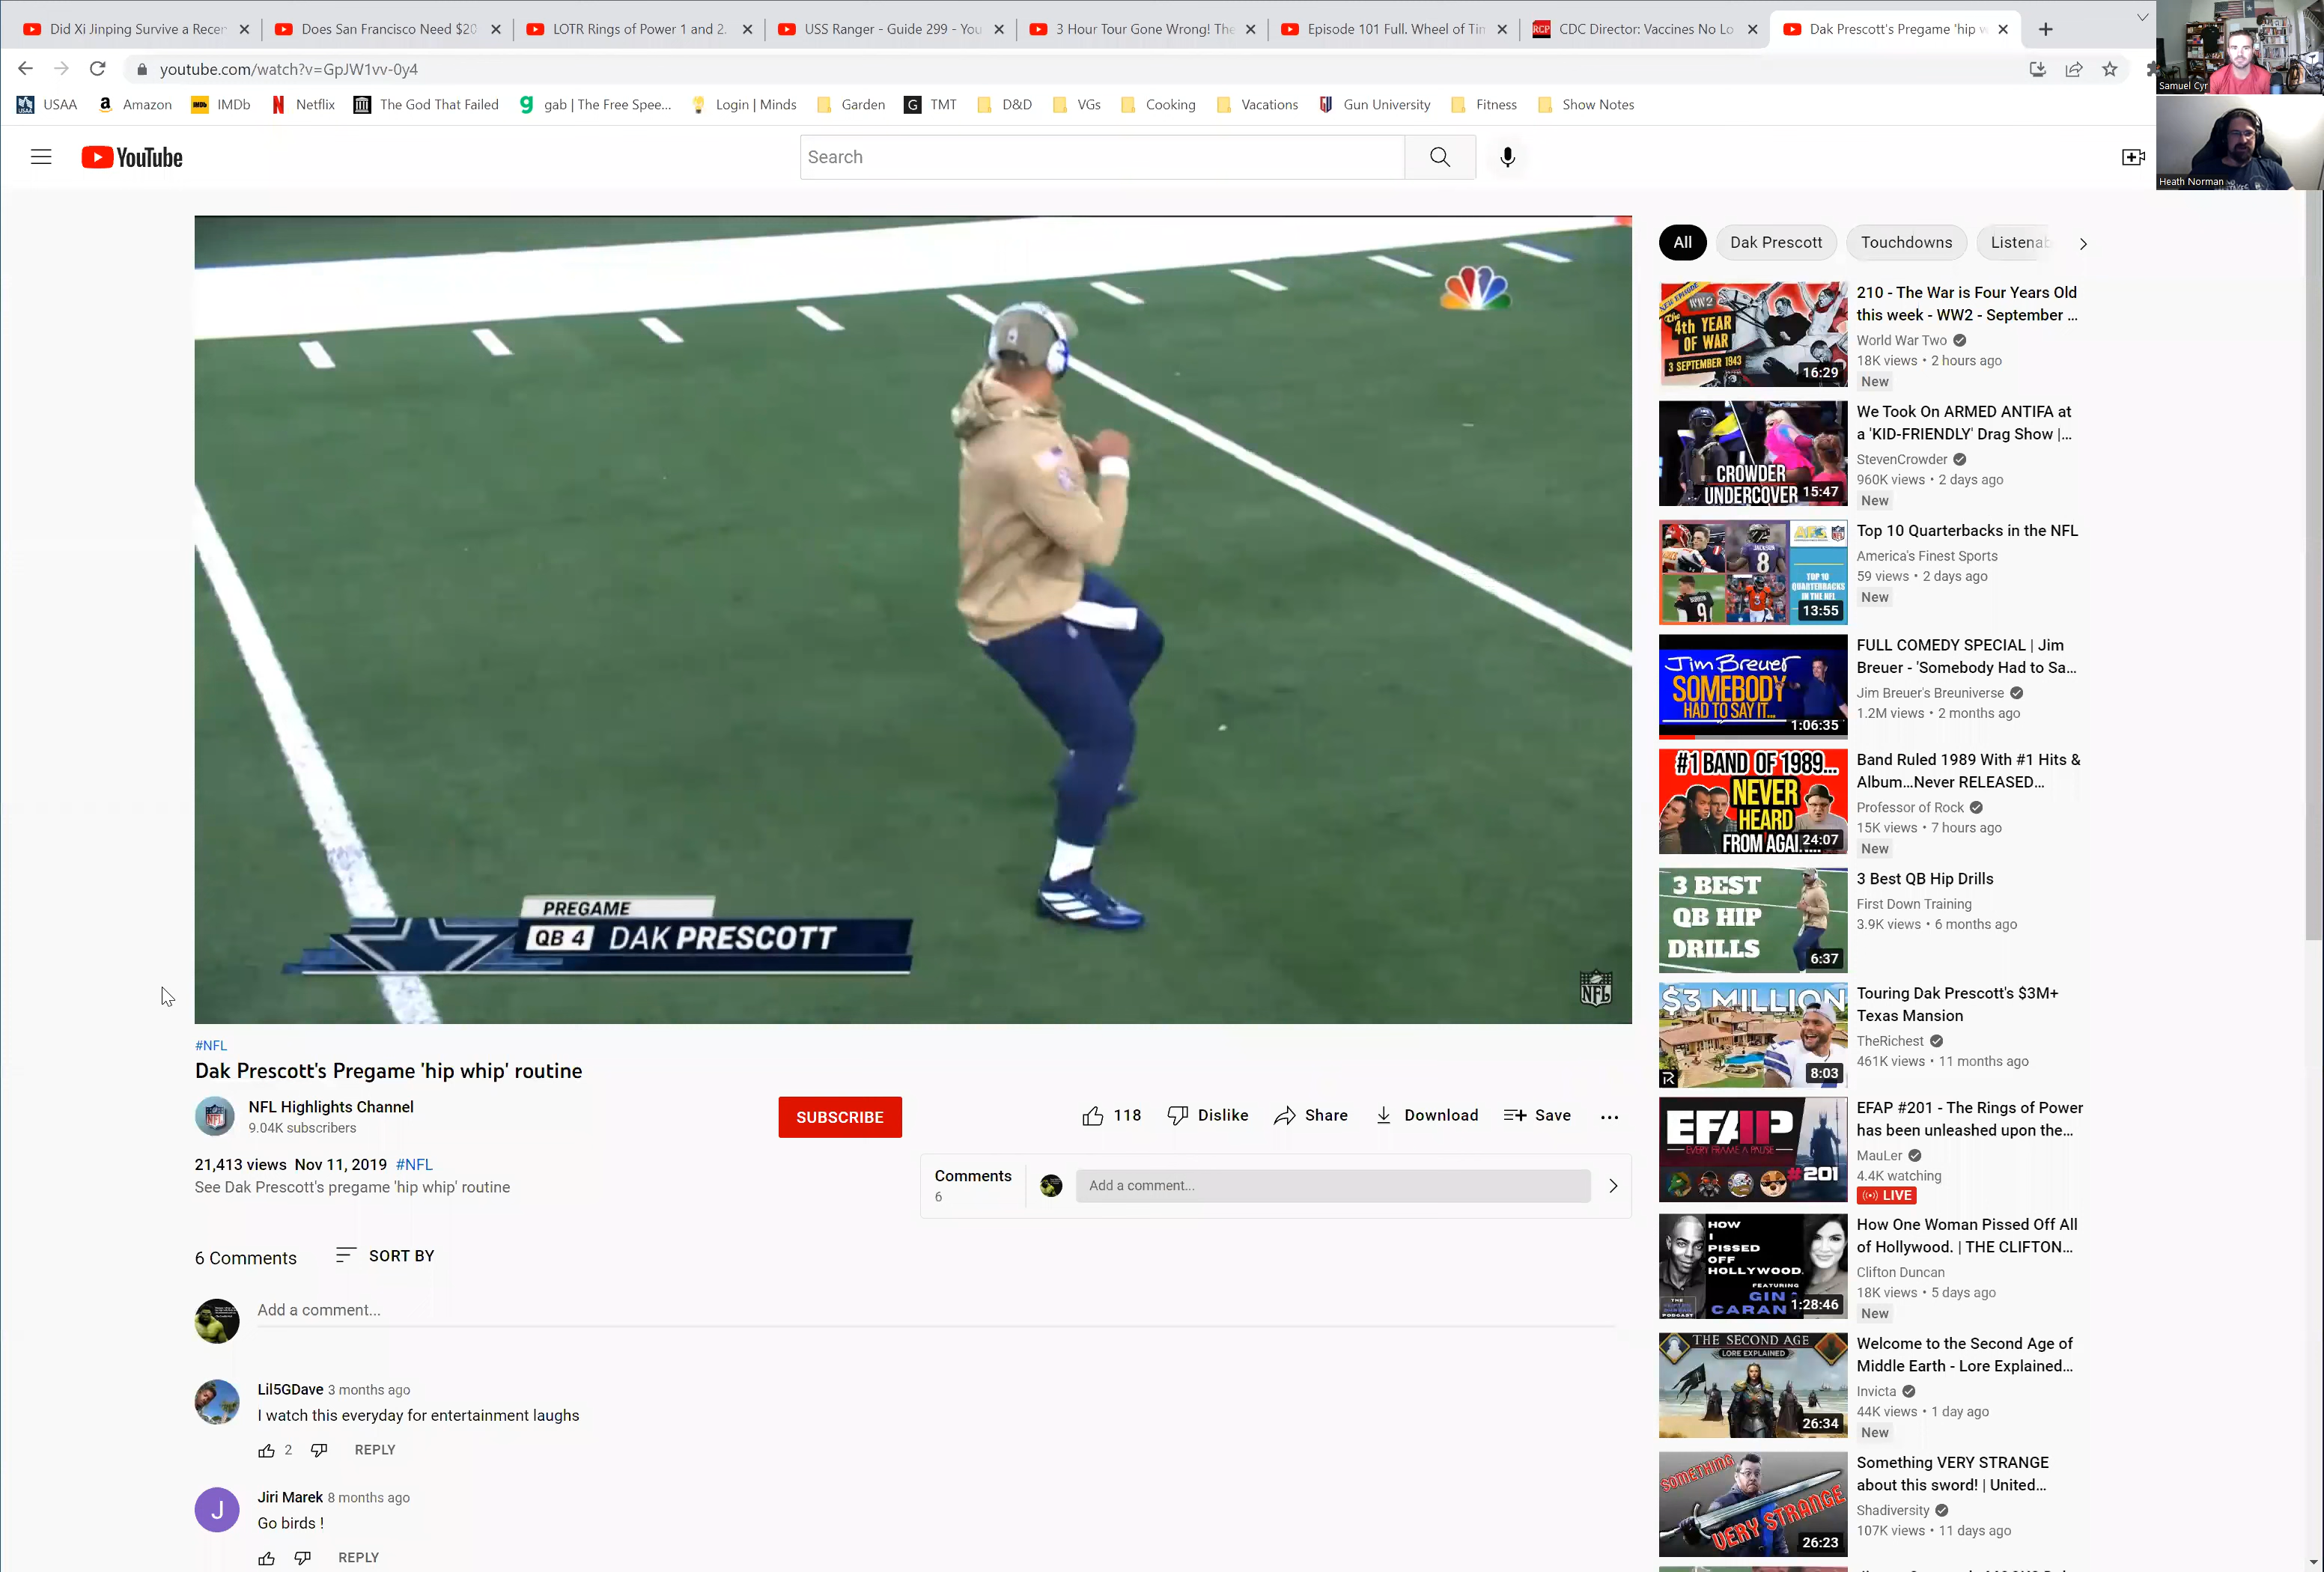 Did Xi Jinping Survive a Recen
Does San Francisco Need $20
LOTR Rings of Power 1 and 2.
USS Ranger - Guide 299 - You
3 Hour Tour Gone Wrong! The
Episode 101 Full. Wheel of Tim
RCP CDC Director: Vaccines No Lo
Dak Prescott's Pregame 'hip w
youtube.com/watch?v=GpJW1vv-0y4
USAA
Amazon
IMDb IMDb
N Netflix
The God That Failed
g gab | The Free Spee...
Login | Minds
Garden
G TMT
D&D
VGs
Cooking
Vacations
Gun University
Fitness
Show Notes
Samuel Cyr
Heath Norman
YouTube
Search
PREGAME
QB 4 DAK PRESCOTT
NFL
#NFL
Dak Prescott's Pregame 'hip whip' routine
NFL Highlights Channel
9.04K subscribers
SUBSCRIBE
118
Dislike
Share
Download
Save
21,413 views Nov 11, 2019 #NFL
See Dak Prescott's pregame 'hip whip' routine
Comments
6
Add a comment...
6 Comments
SORT BY
Add a comment...
Lil5GDave 3 months ago
I watch this everyday for entertainment laughs
2
REPLY
J
Jiri Marek 8 months ago
Go birds !
REPLY
All
Dak Prescott
Touchdowns
Listenab
NEW EPISODE
WW2
The
4th YEAR
OF WAR
3 SEPTEMBER 1943
16:29
210 - The War is Four Years Old
this week - WW2 - September ...
World War Two
18K views • 2 hours ago
New
CROWDER
UNDERCOVER
15:47
We Took On ARMED ANTIFA at
a 'KID-FRIENDLY' Drag Show |...
StevenCrowder
960K views • 2 days ago
New
JACKSON
8
9
3
TOP 10
QUARTERBACKS
IN THE NFL
13:55
Top 10 Quarterbacks in the NFL
America's Finest Sports
59 views • 2 days ago
New
Jim Breuer
SOMEBODY
HAD TO SAY IT...
1:06:35
FULL COMEDY SPECIAL | Jim
Breuer - 'Somebody Had to Sa...
Jim Breuer's Breuniverse
1.2M views • 2 months ago
#1 BAND OF 1989...
NEVER
HEARD
FROM AGAI...
24:07
Band Ruled 1989 With #1 Hits &
Album...Never RELEASED...
Professor of Rock
15K views • 7 hours ago
New
3 BEST
QB HIP
DRILLS
6:37
3 Best QB Hip Drills
First Down Training
3.9K views • 6 months ago
$3 MILLION
R
8:03
Touring Dak Prescott's $3M+
Texas Mansion
TheRichest
461K views • 11 months ago
EFAP
EVERY FRAME A PAUSE
#201
EFAP #201 - The Rings of Power
has been unleashed upon the...
MauLer
4.4K watching
LIVE
HOW
I
PISSED
OFF
HOLLYWOOD.
FEATURING
GIN
CARAN
1:28:46
How One Woman Pissed Off All
of Hollywood. | THE CLIFTON...
Clifton Duncan
18K views • 5 days ago
New
THE SECOND AGE
LORE EXPLAINED
26:34
Welcome to the Second Age of
Middle Earth - Lore Explained...
Invicta
44K views • 1 day ago
New
SOMETHING
VERY STRANGE
26:23
Something VERY STRANGE
about this sword! | United...
Shadiversity
107K views • 11 days ago